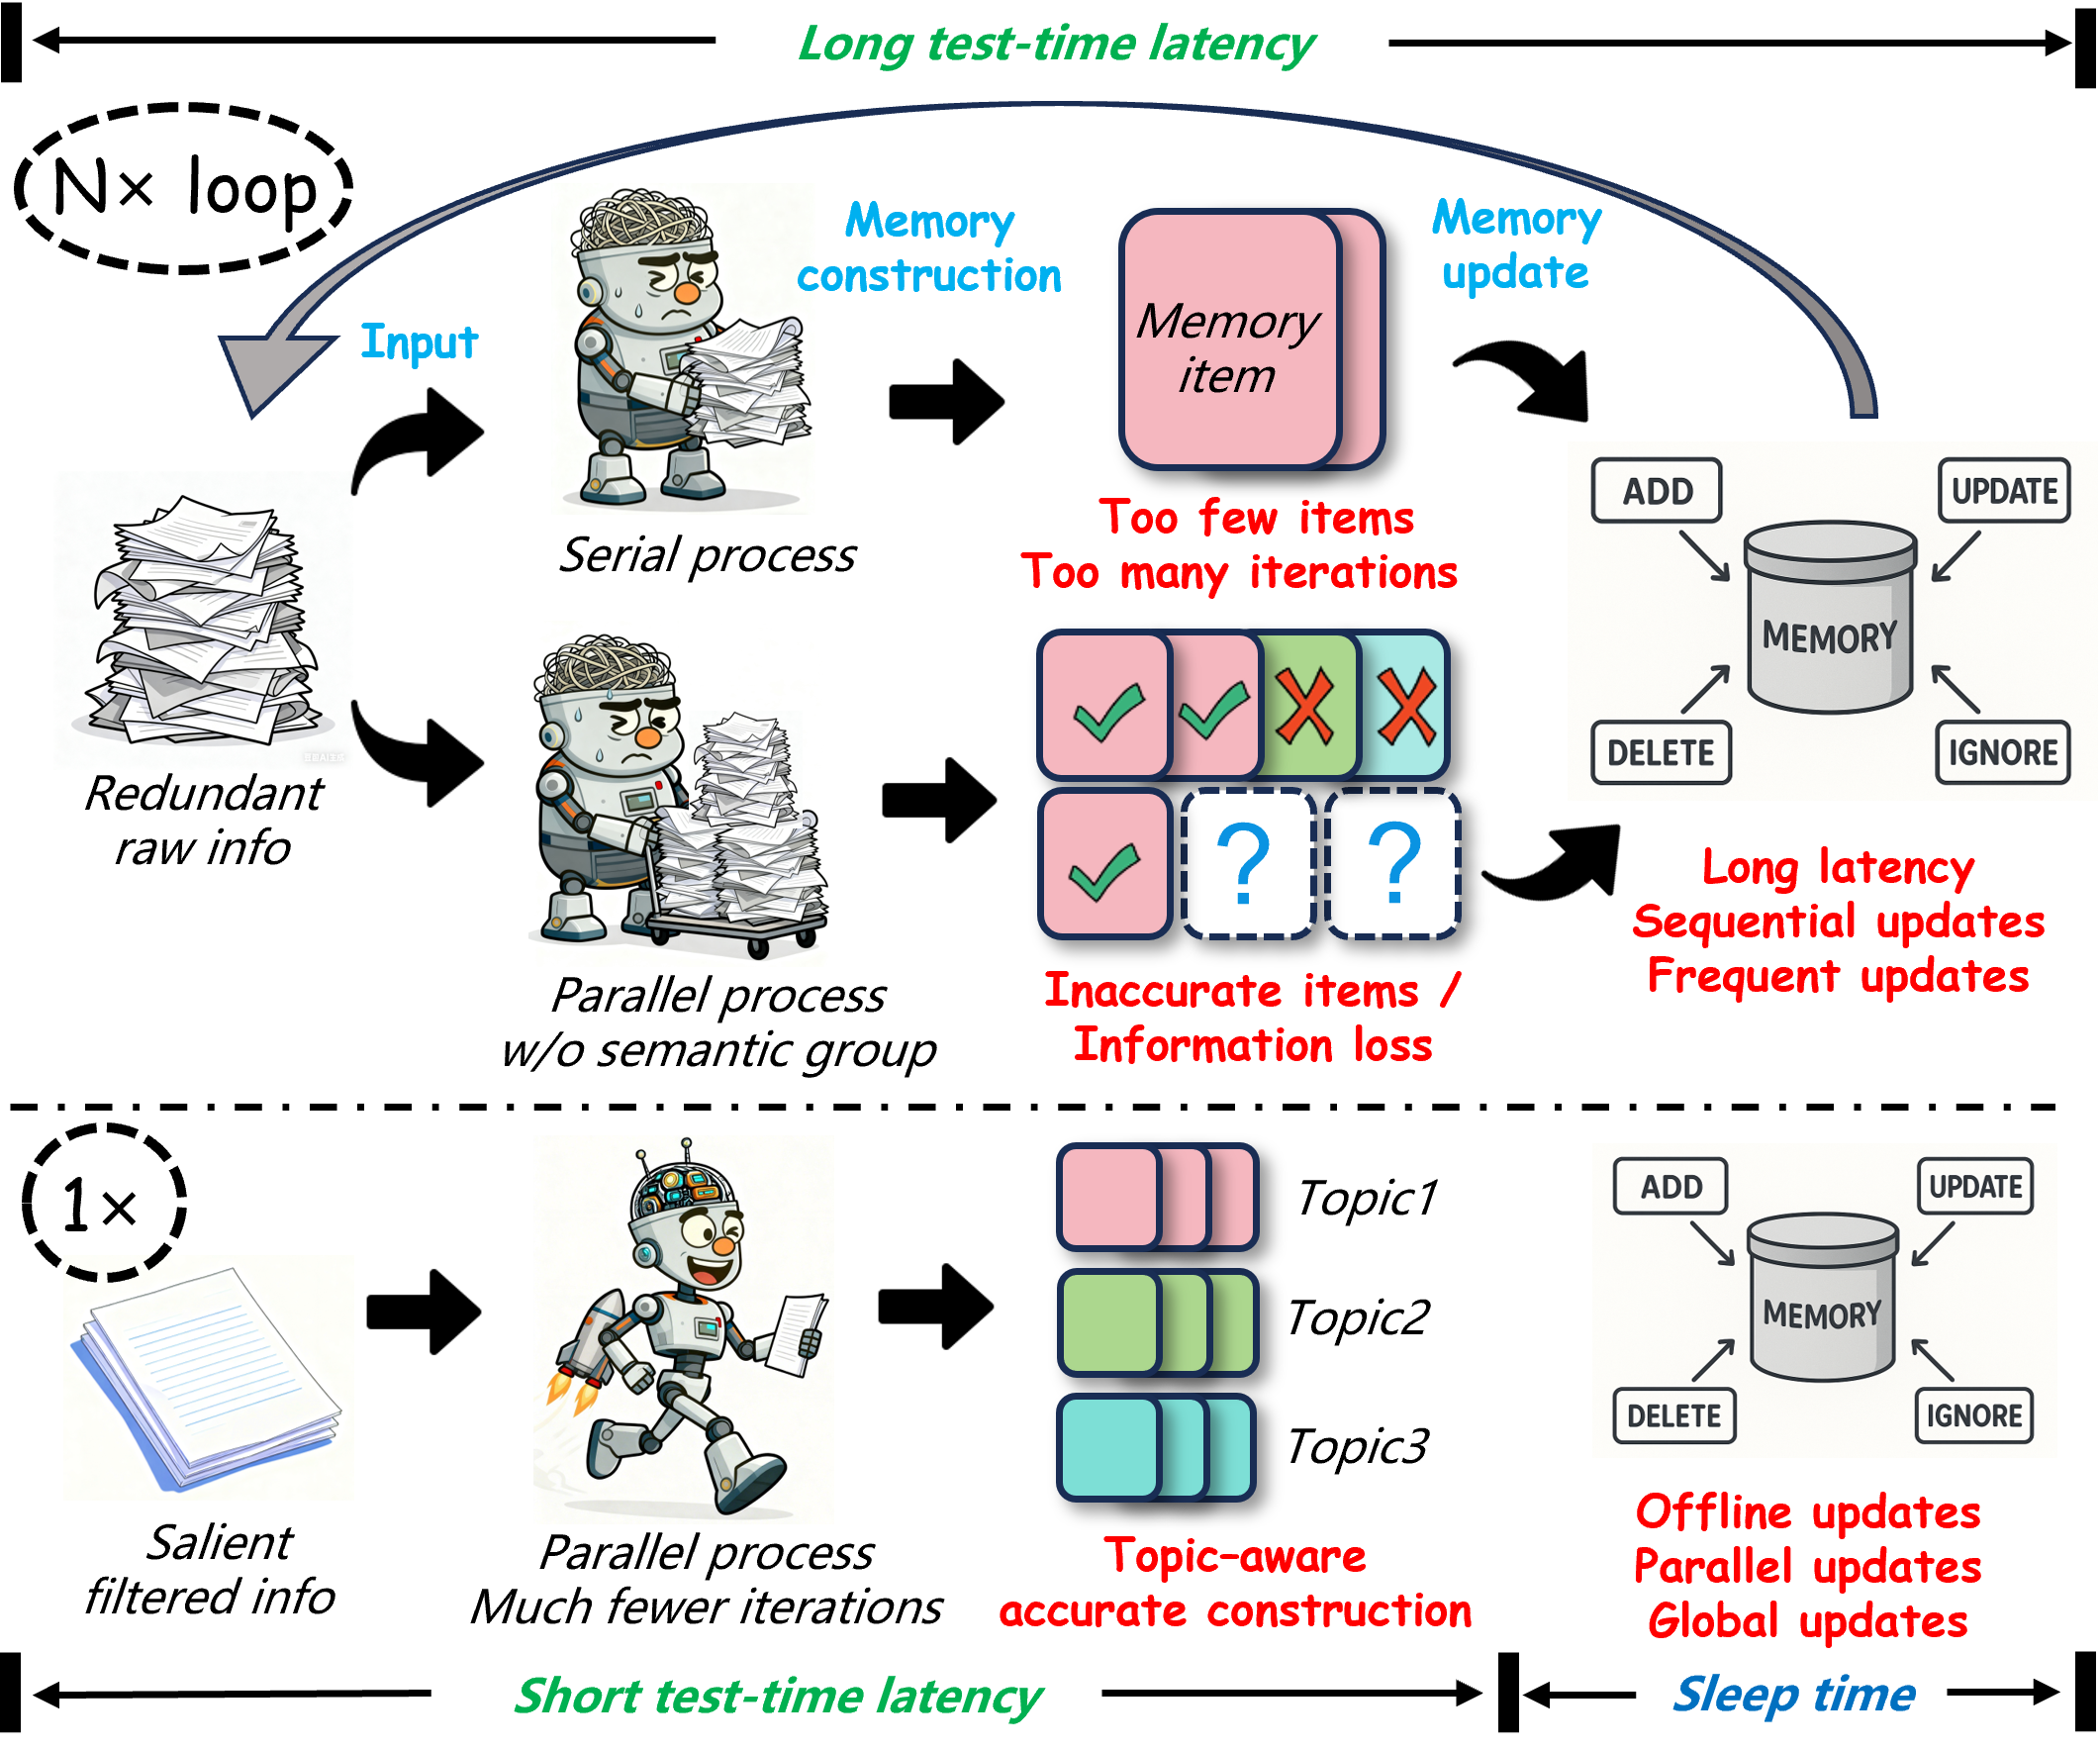 Long test-time latency
N× loop
Input
Memory
construction
Memory
update
Memory
item
Serial process
Too few items
Too many iterations
Redundant
raw info
Parallel process
w/o semantic group
?
?
Inaccurate items /
Information loss
ADD
UPDATE
MEMORY
DELETE
IGNORE
Long latency
Sequential updates
Frequent updates
1×
Salient
filtered info
Parallel process
Much fewer iterations
Topic1
Topic2
Topic3
Topic-aware
accurate construction
ADD
UPDATE
MEMORY
DELETE
IGNORE
Offline updates
Parallel updates
Global updates
Short test-time latency
Sleep time